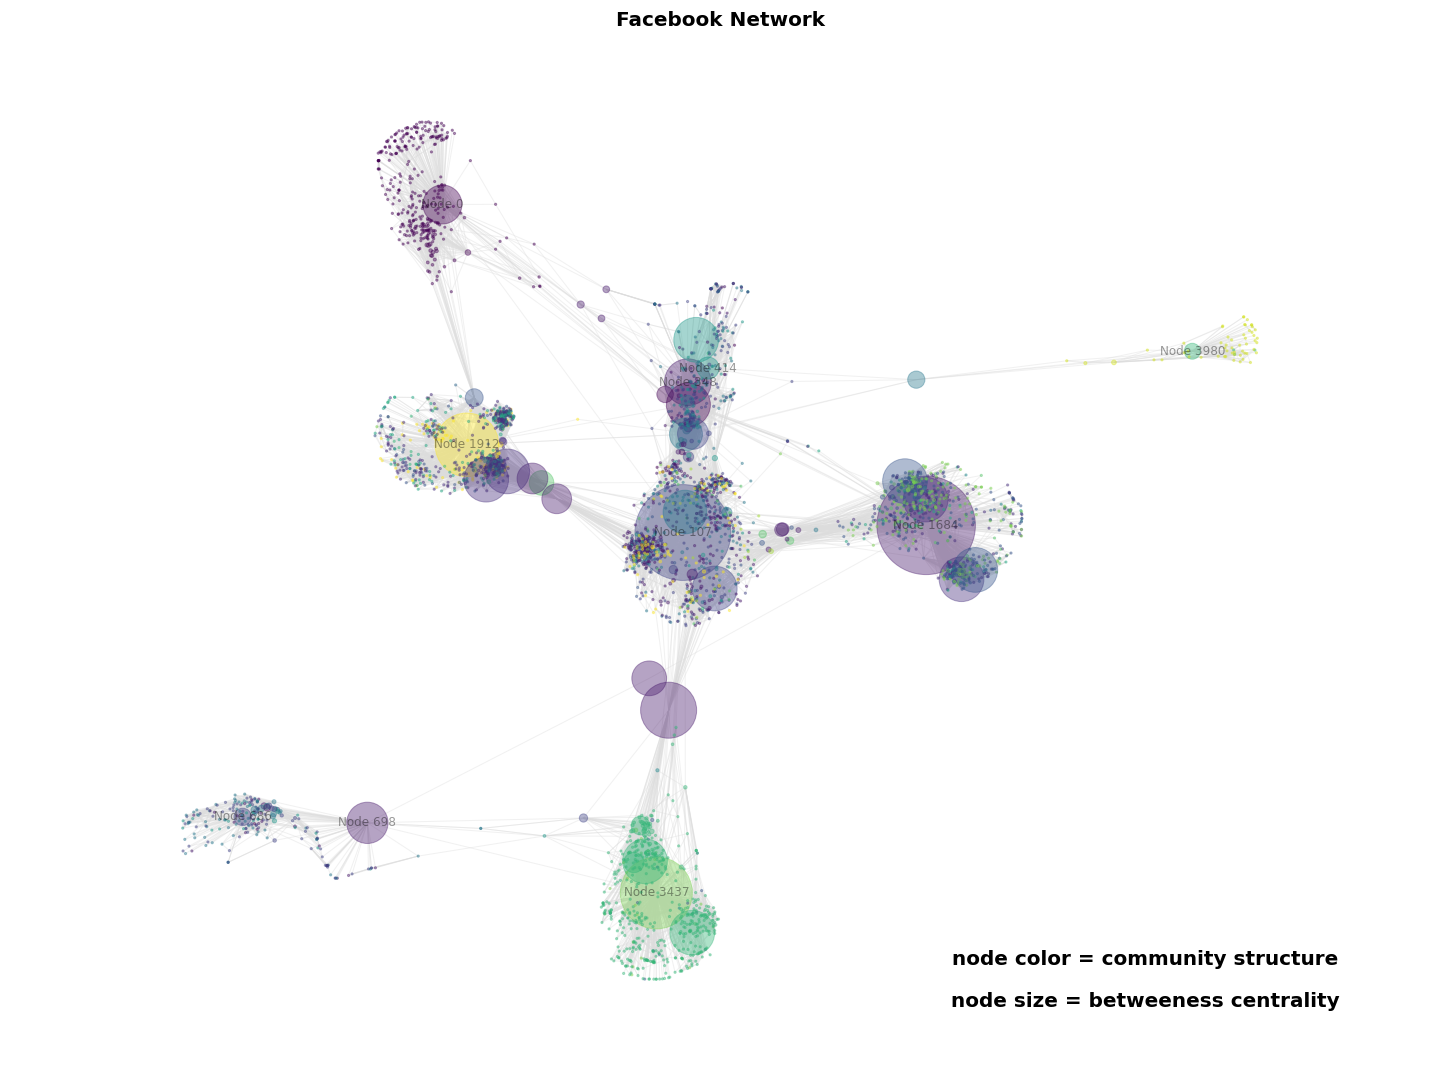 Facebook Network
Node 0
Node 3980
Node 414
Node 348
Node 1912
Node 1684
Node 107
Node 686
Node 698
Node 3437
node color = community structure
node size = betweeness centrality